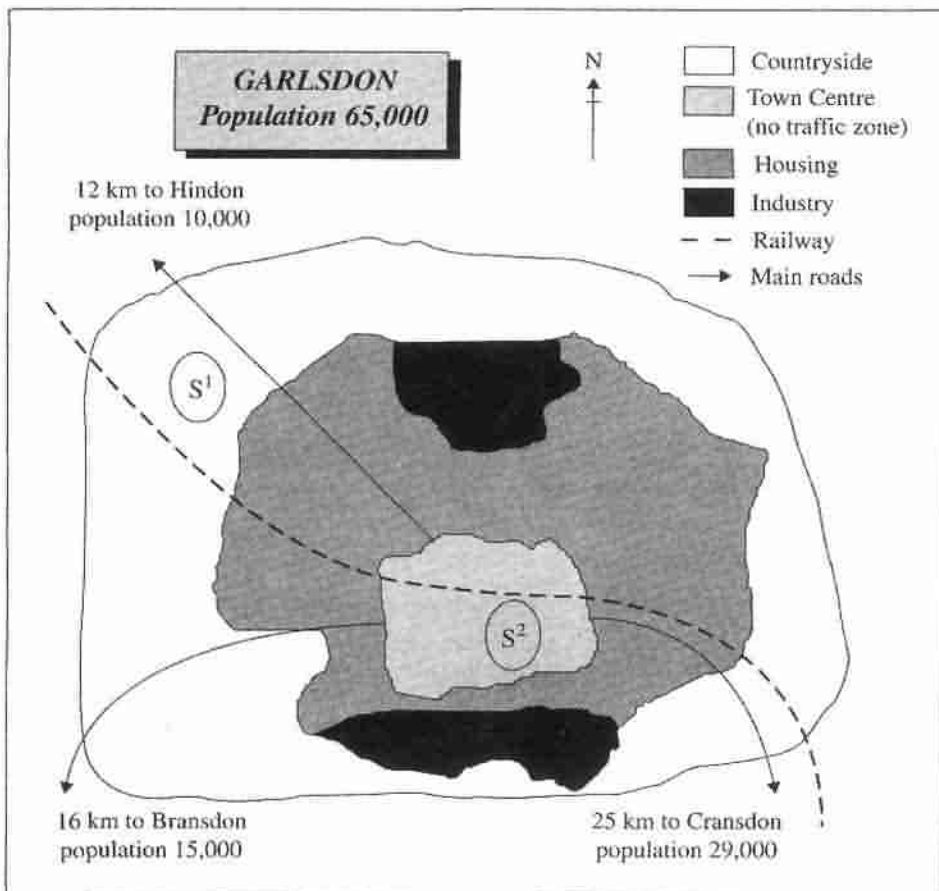 GARLSDON
Population 65,000
N
Countryside
Town Centre
(no traffic zone)
Housing
Industry
Railway
Main roads
12 km to Hindon
population 10,000
S¹
S²
16 km to Bransdon
population 15,000
25 km to Cransdon
population 29,000